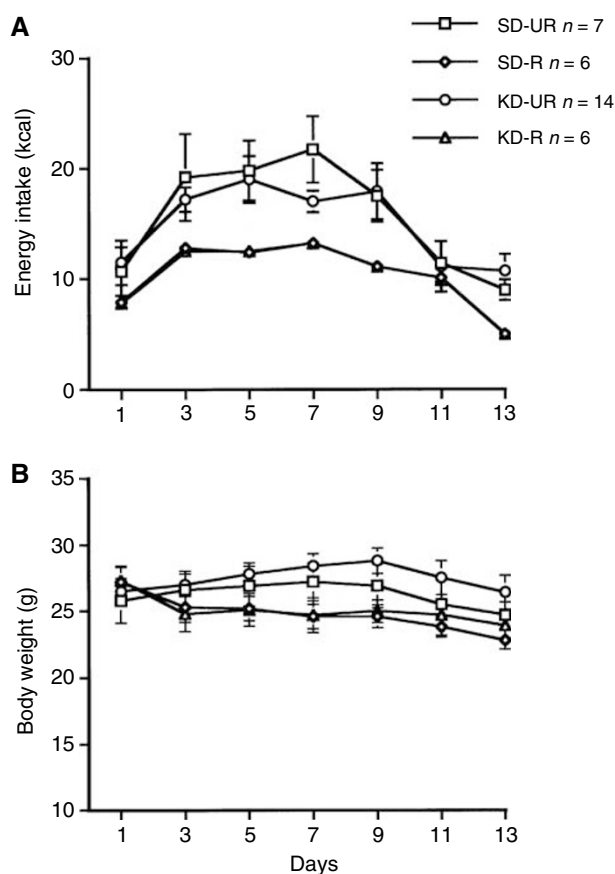 A
SD-UR n = 7
SD-R n = 6
KD-UR n = 14
KD-R n = 6
Energy intake (kcal)
30
20
10
0
1 3 5 7 9 11 13
B
Body weight (g)
35
30
25
20
15
10
1 3 5 7 9 11 13
Days